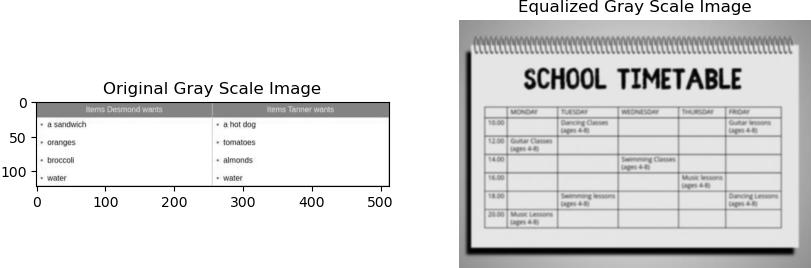 Original Gray Scale Image
0
50
100
0 100 200 300 400 500
Items Desmond wants Items Tanner wants
• a sandwich • a hot dog
• oranges • tomatoes
• broccoli • almonds
• water • water
Equalized Gray Scale Image
SCHOOL TIMETABLE
MONDAY TUESDAY WEDNESDAY THURSDAY FRIDAY
10.00 Dancing Classes Guitar lessons
(ages 4-8) (ages 4-8)
12.00 Guitar Classes
(ages 4-8)
14.00 Swimming Classes
(ages 4-8)
16.00 Music lessons
(ages 4-8)
18.00 Swimming lessons Dancing Lessons
(ages 4-8) (ages 4-8)
20.00 Music Lessons
(ages 4-8)